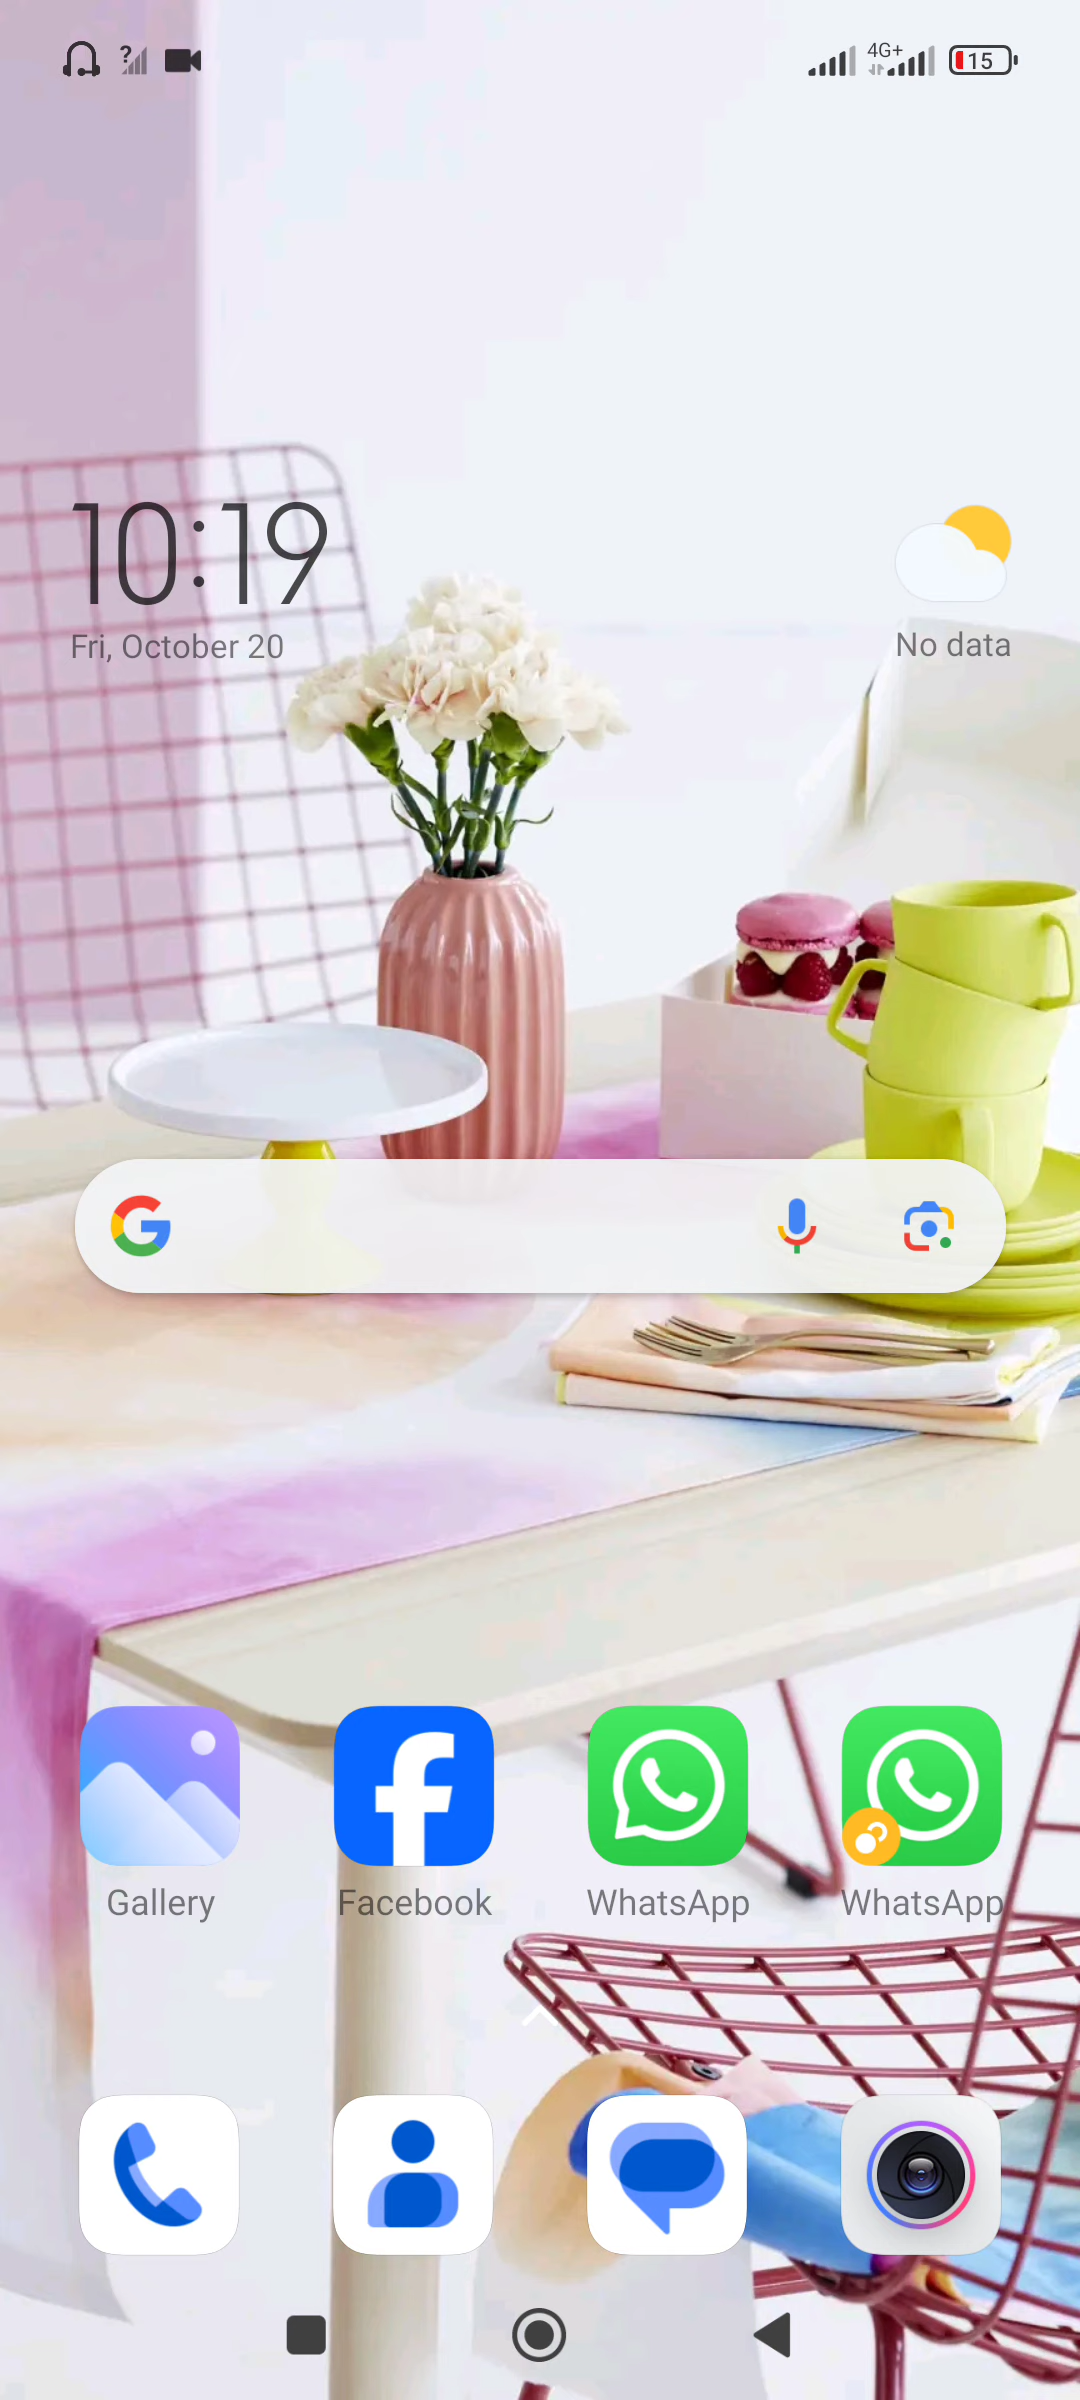 ?
4G+
15
10:19
Fri, October 20
No data
Gallery
Facebook
WhatsApp
WhatsApp